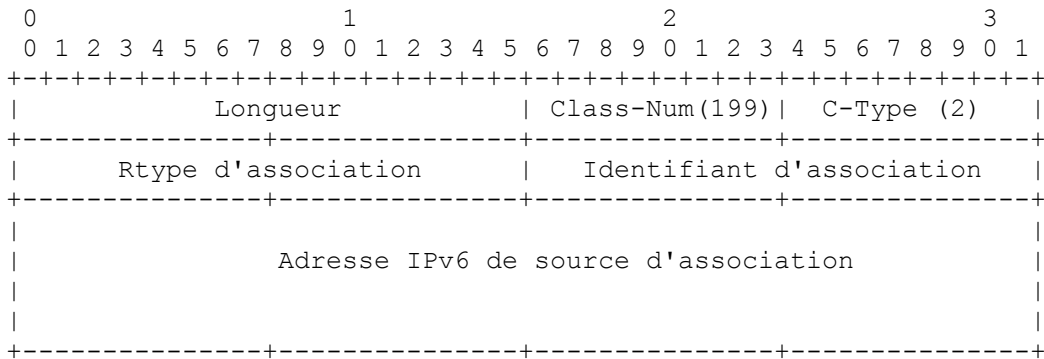 0                   1                   2                   3
0 1 2 3 4 5 6 7 8 9 0 1 2 3 4 5 6 7 8 9 0 1 2 3 4 5 6 7 8 9 0 1
+-+-+-+-+-+-+-+-+-+-+-+-+-+-+-+-+-+-+-+-+-+-+-+-+-+-+-+-+-+-+-+-+
|            Longueur           | Class-Num(199)|  C-Type (2)   |
+---------------+---------------+---------------+---------------+
|      Rtype d'association      |   Identifiant d'association   |
+---------------+---------------+---------------+---------------+
|                                                               |
|                Adresse IPv6 de source d'association           |
|                                                               |
|                                                               |
+---------------+---------------+---------------+---------------+